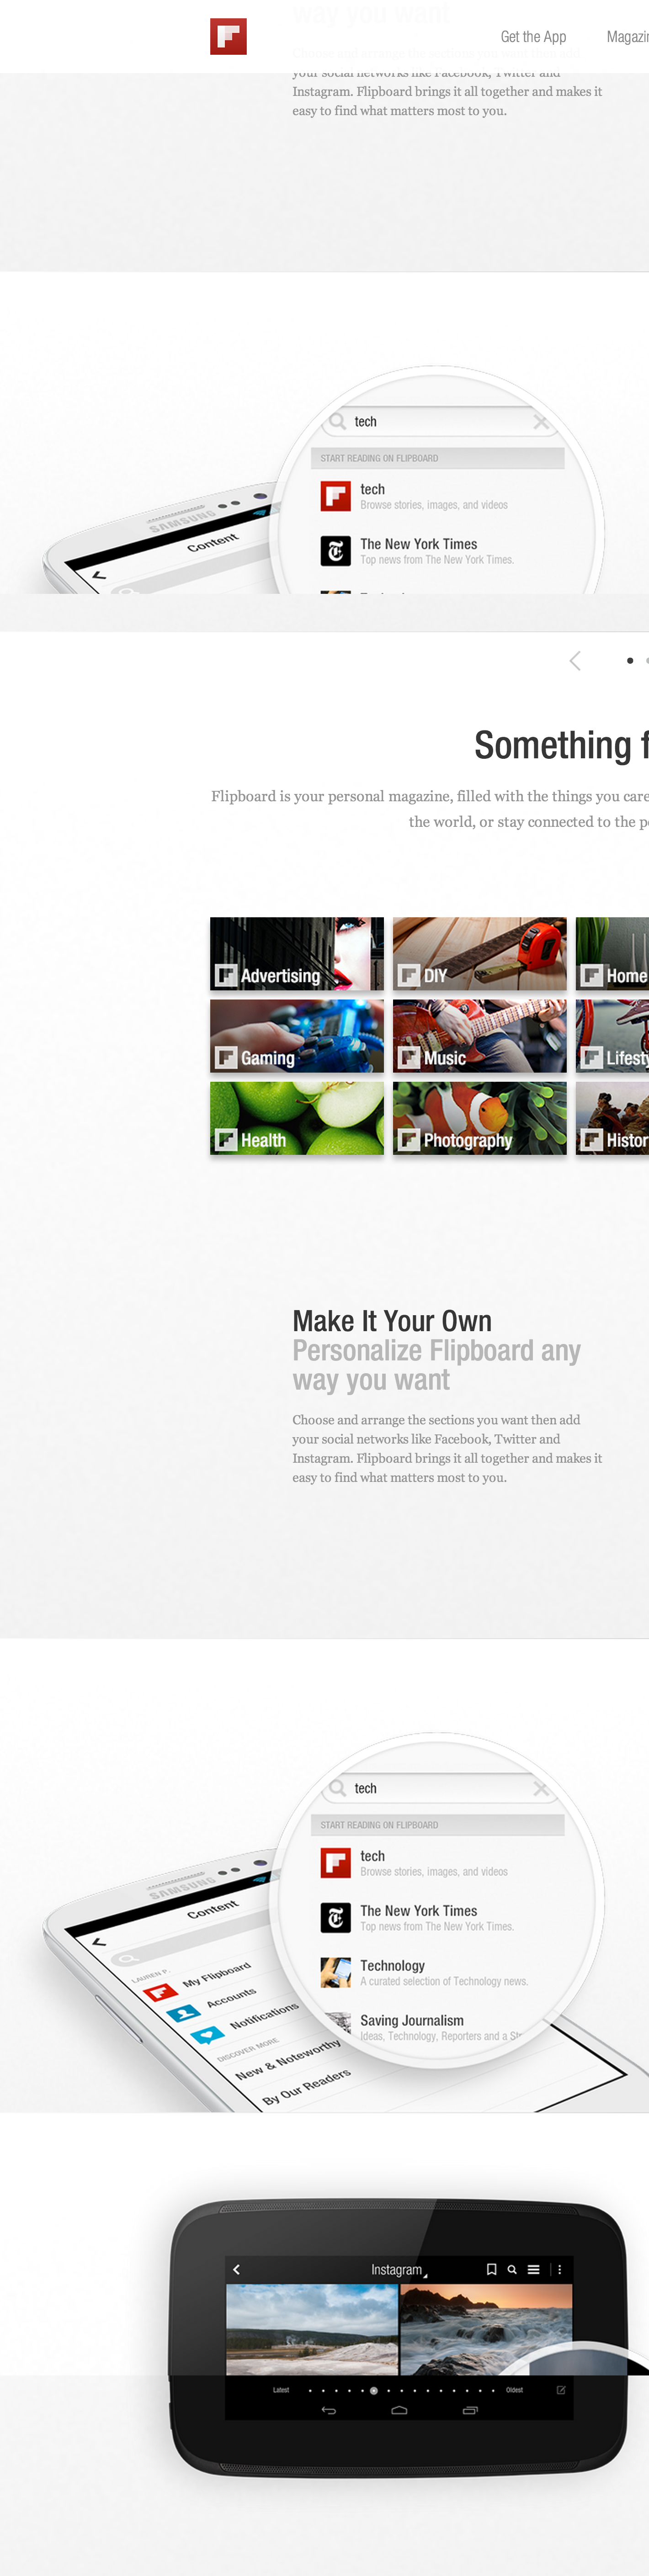 way you want
Get the App
Choose and arrange the sections you want then add
your social networks like Facebook, Twitter and
Instagram. Flipboard brings it all together and makes it
easy to find what matters most to you.
tech
START READING ON FLIPBOARD
tech
Browse stories, images, and videos
SAMSUNG
Content
The New York Times
Top news from The New York Times.
Something
Flipboard is your personal magazine, filled with the things you care
the world, or stay connected to the
Advertising
DIY
Home
Gaming
Music
Health
Photography
Make It Your Own
Personalize Flipboard any
way you want
Choose and arrange the sections you want then add
your social networks like Facebook, Twitter and
Instagram. Flipboard brings it all together and makes it
easy to find what matters most to you.
tech
START READING ON FLIPBOARD
tech
Browse stories, images, and videos
SAMSUNG
Content
The New York Times
Top news from The New York Times.
LAUREN P.
My Flipboard
Technology
A curated selection of Technology news.
Accounts
Notifications
Saving Journalism
Ideas, Technology, Reporters and a
DISCOVER MORE
New & Noteworthy
By Our Readers
Instagram
Latest
Oldest